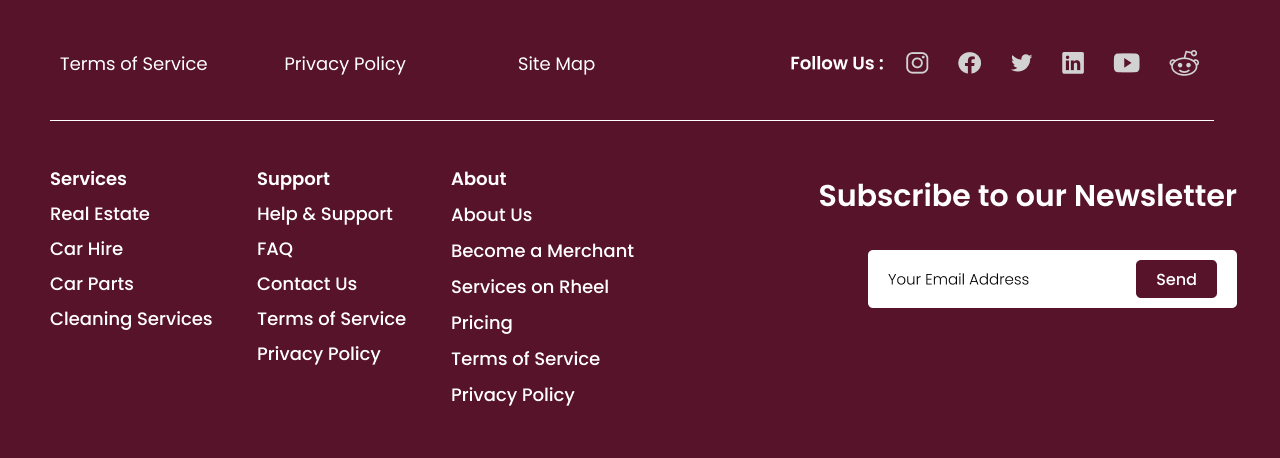 Terms of Service
Privacy Policy
Site Map
Follow Us :
Services
Real Estate
Car Hire
Car Parts
Cleaning Services
Support
Help & Support
FAQ
Contact Us
Terms of Service
Privacy Policy
About
About Us
Become a Merchant
Services on Rheel
Pricing
Terms of Service
Privacy Policy
Subscribe to our Newsletter
Your Email Address
Send